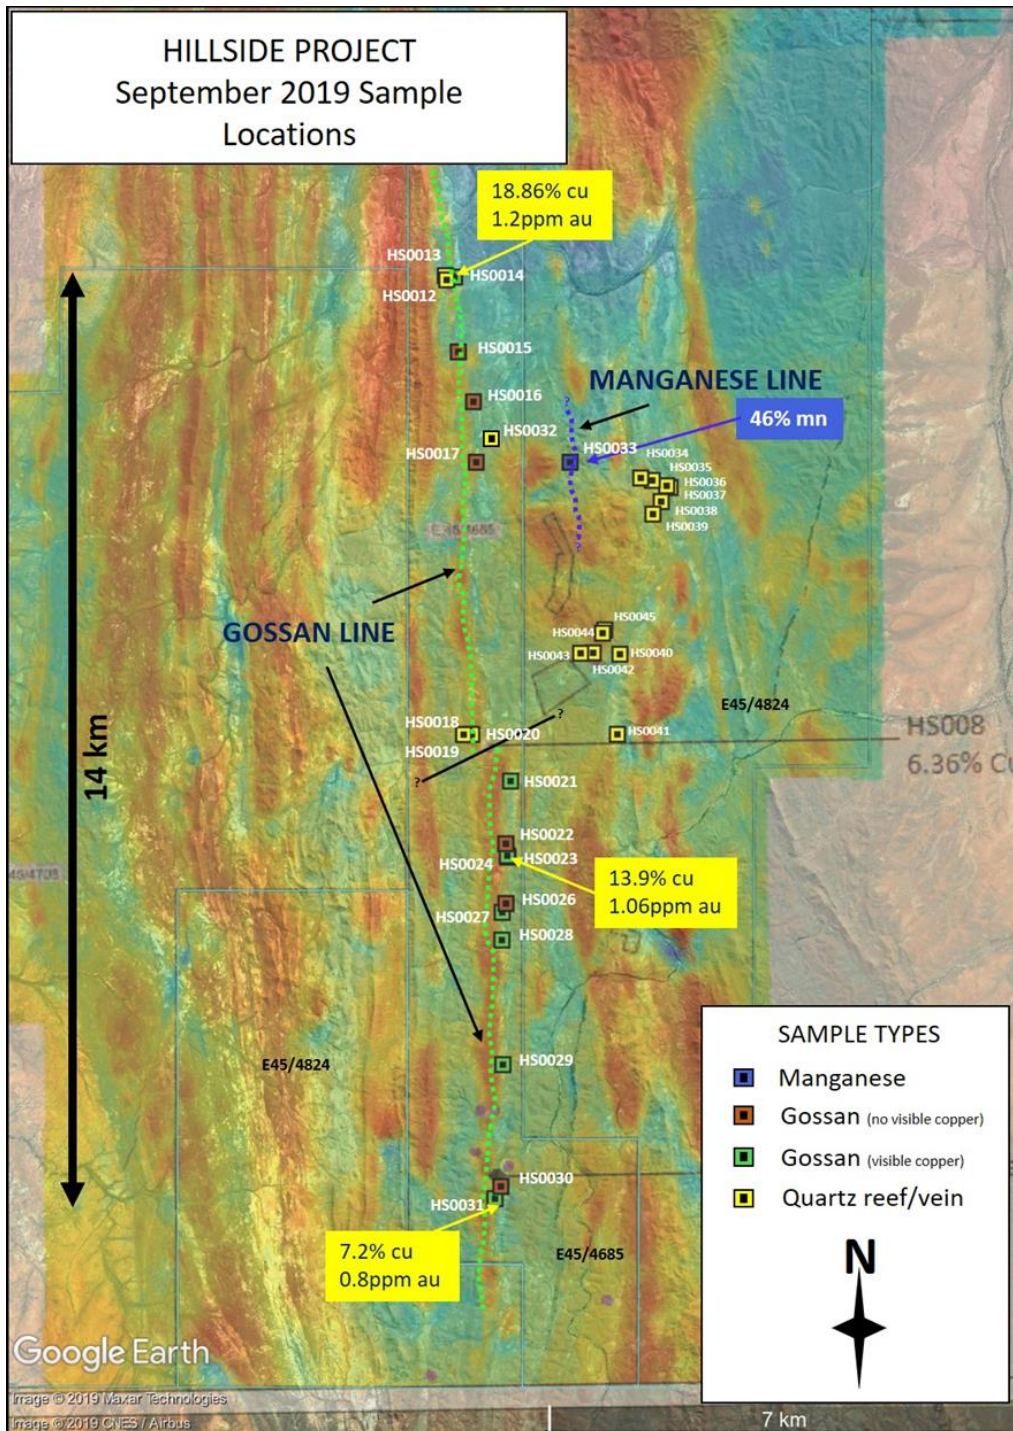 HILLSIDE PROJECT
September 2019 Sample
Locations
18.86% cu
1.2ppm au
HS0013
HS0014
HS0012
HS0015
MANGANESE LINE
HS0016
46% mn
HS0032
HS0033
HS0017
HS0034
HS0035
HS0036
HS0037
HS0038
HS0039
?
?
GOSSAN LINE
HS0045
HS0044
HS0043
HS0040
HS0042
E45/4824
14 km
HS0018
HS0020
HS0019
HS0041
?
?
HS008
6.36% Cu
HS0021
HS0022
HS0024
HS0023
13.9% cu
1.06ppm au
HS0026
HS0027
HS0028
E45/4824
HS0029
HS0030
HS0031
7.2% cu
0.8ppm au
E45/4685
SAMPLE TYPES
Manganese
Gossan (no visible copper)
Gossan (visible copper)
Quartz reef/vein
N
Google Earth
Image © 2019 Maxar Technologies
Image © 2019 CNES / Airbus
7 km